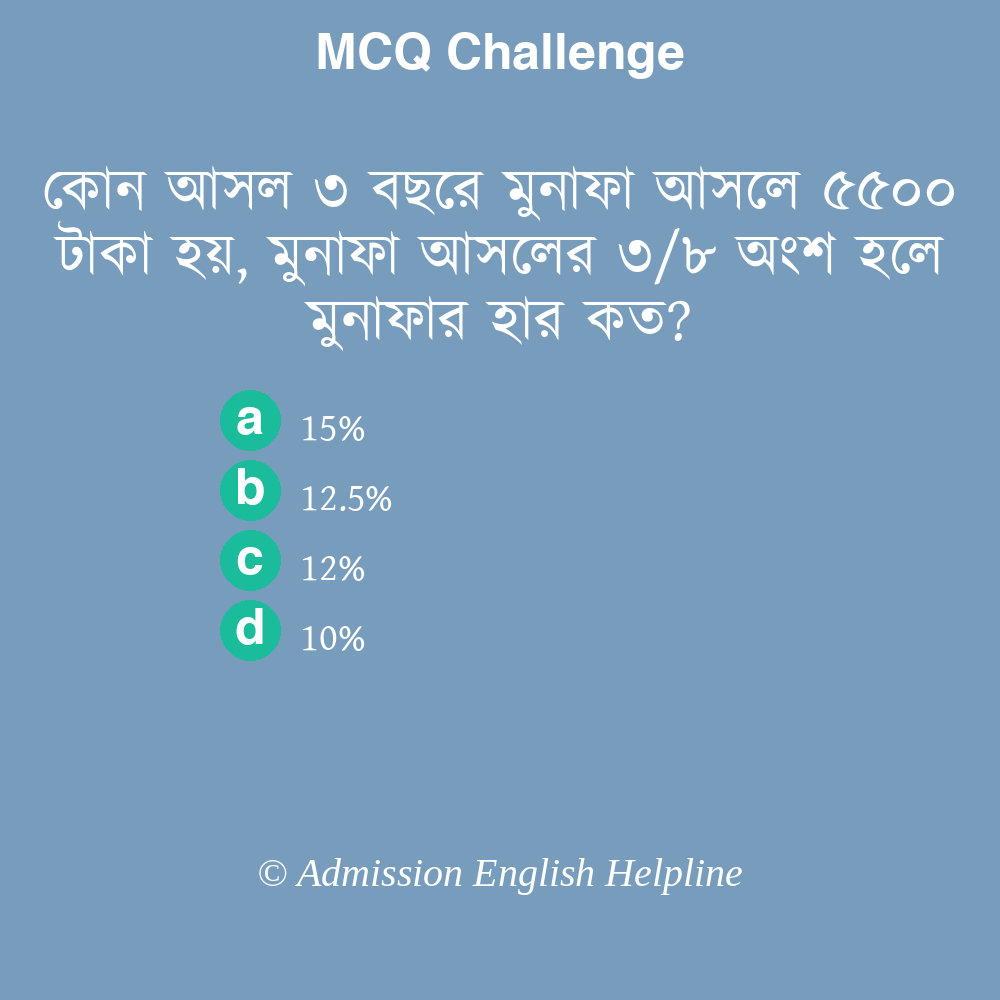 MCQ Challenge
কোন আসল ৩ বছরে মুনাফা আসলে ৫৫০০
টাকা হয়, মুনাফা আসলের ৩/৮ অংশ হলে
মুনাফার হার কত?
a 15%
b 12.5%
c 12%
d 10%
© Admission English Helpline